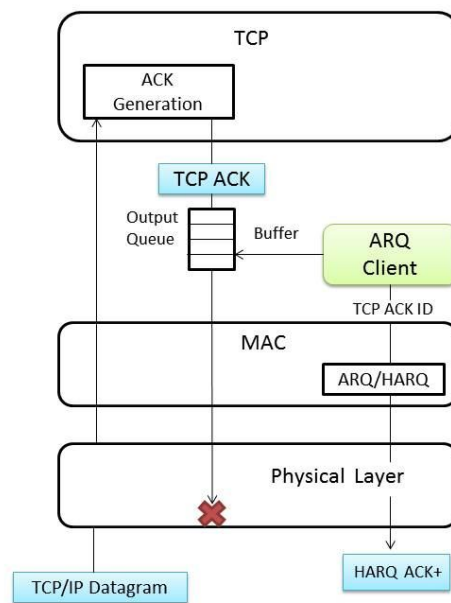 TCP
ACK
Generation
TCP ACK
Output
Queue
Buffer
ARQ
Client
TCP ACK ID
MAC
ARQ/HARQ
Physical Layer
TCP/IP Datagram
HARQ ACK+